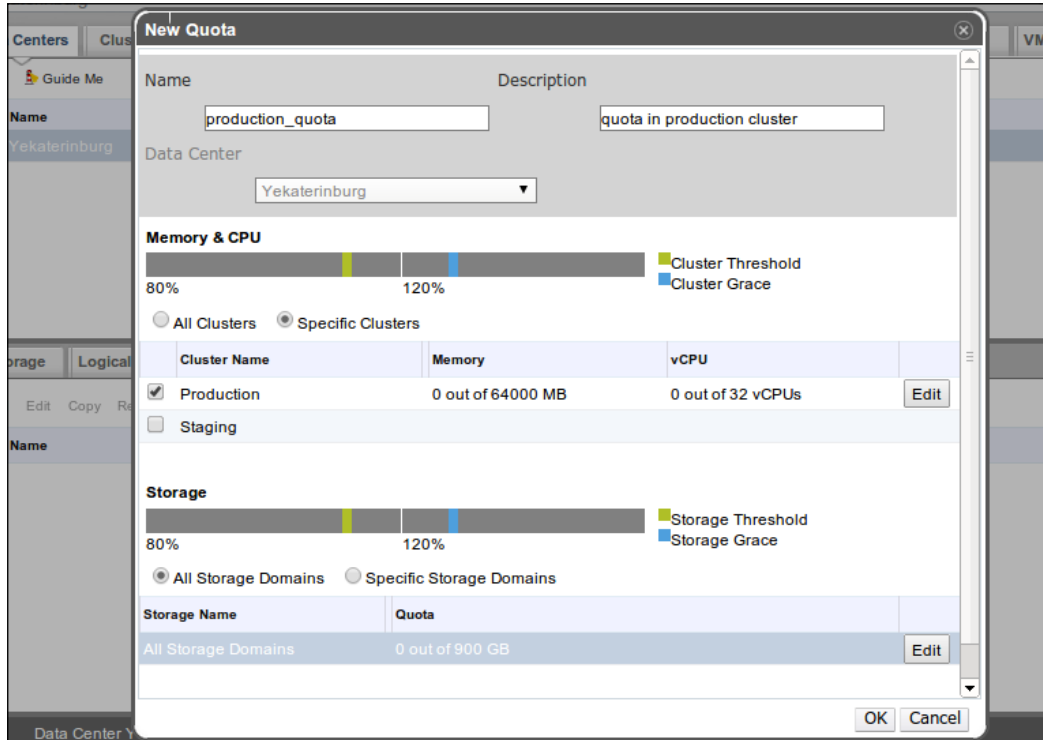 New Quota
Centers
Clus
VM
Guide Me
Name
Yekaterinburg
Name
Description
production_quota
quota in production cluster
Data Center
Yekaterinburg
Memory & CPU
Cluster Threshold
Cluster Grace
80%
120%
All Clusters
Specific Clusters
orage
Logical
Edit Copy Re
Name
Cluster Name
Memory
vCPU
Production
0 out of 64000 MB
0 out of 32 vCPUs
Edit
Staging
Storage
Storage Threshold
Storage Grace
80%
120%
All Storage Domains
Specific Storage Domains
Storage Name
Quota
All Storage Domains
0 out of 900 GB
Edit
OK
Cancel
Data Center Y